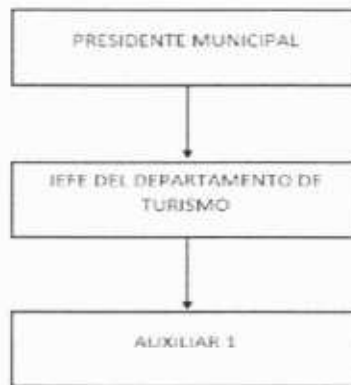 PRESIDENTE MUNICIPAL
JEFE DEL DEPARTAMENTO DE
TURISMO
AUXILIAR 1